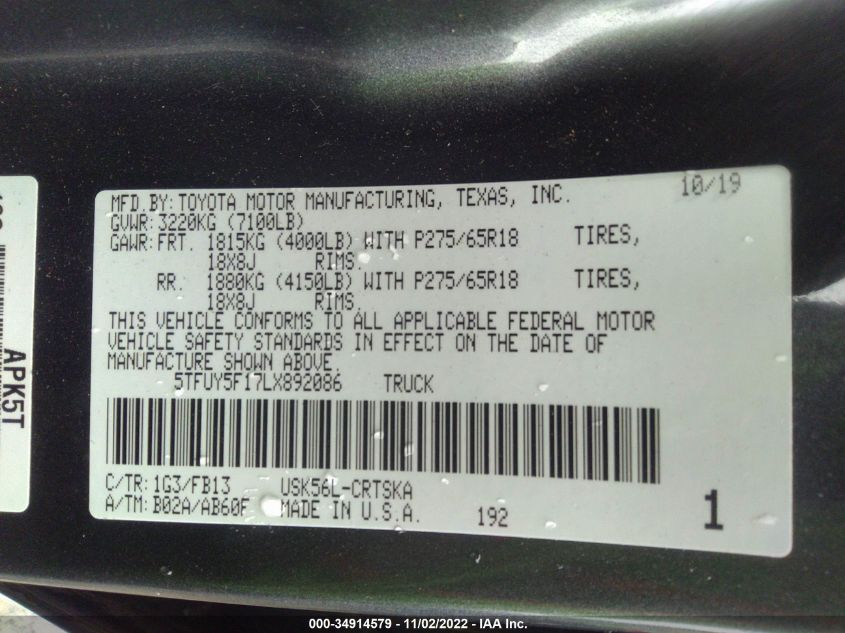 MFD.BY: TOYOTA MOTOR MANUFACTURING, TEXAS, INC. 10/19
GVWR: 3220KG (7100LB)
GAWR: FRT. 1815KG (4000LB) WITH P275/65R18 TIRES,
18X8J RIMS.
RR. 1880KG (4150LB) WITH P275/65R18 TIRES,
18X8J RIMS.
THIS VEHICLE CONFORMS TO ALL APPLICABLE FEDERAL MOTOR
VEHICLE SAFETY STANDARDS IN EFFECT ON THE DATE OF
MANUFACTURE SHOWN ABOVE.
5TFUY5F17LX892086 TRUCK
C/TR: 1G3/FB13 USK56L-CRTSKA
A/TM: B02A/AB60F MADE IN U.S.A. 192 1
APK5T
000-34914579 — 11/02/2022 — IAA Inc.